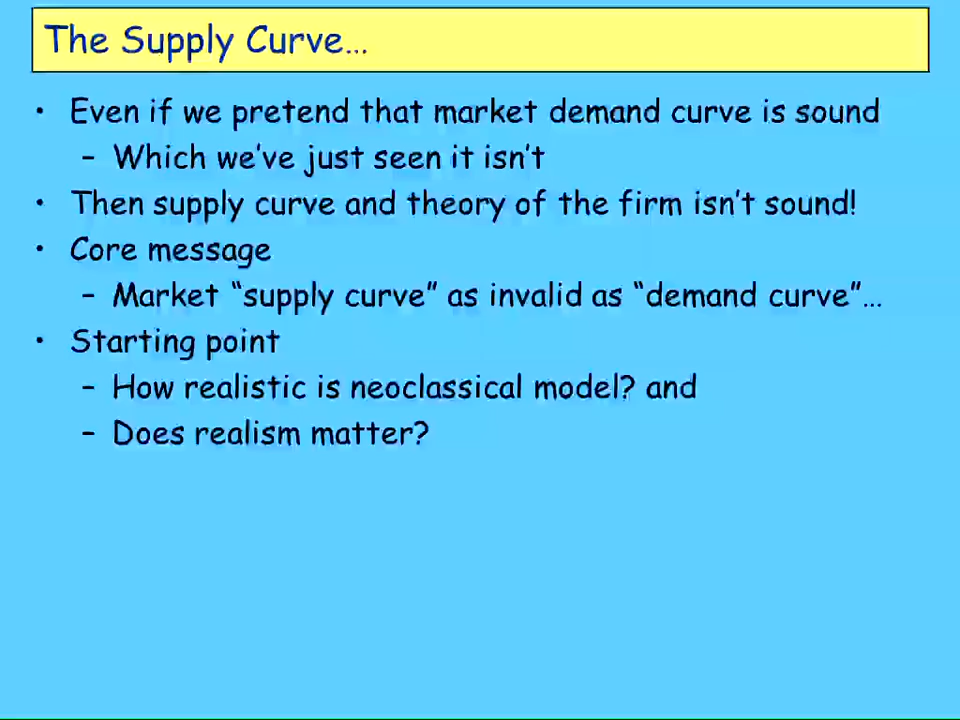 The Supply Curve…
• Even if we pretend that market demand curve is sound
– Which we've just seen it isn't
• Then supply curve and theory of the firm isn't sound!
• Core message
– Market “supply curve” as invalid as “demand curve”…
• Starting point
– How realistic is neoclassical model? and
– Does realism matter?